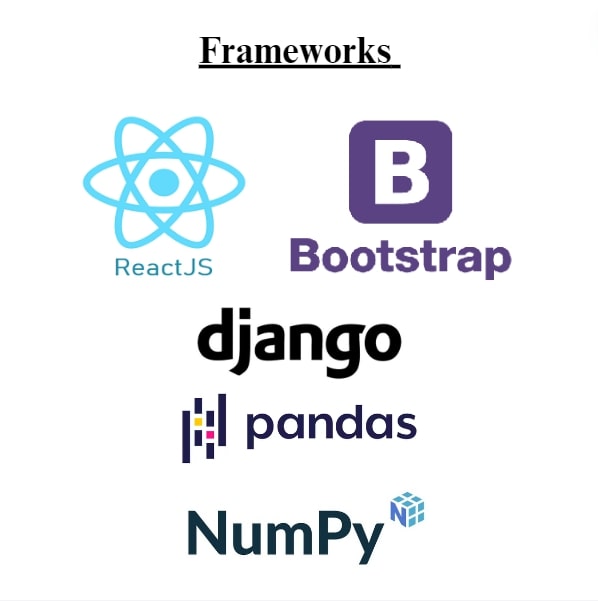 Frameworks
ReactJS
B
Bootstrap
django
pandas
NumPy
N